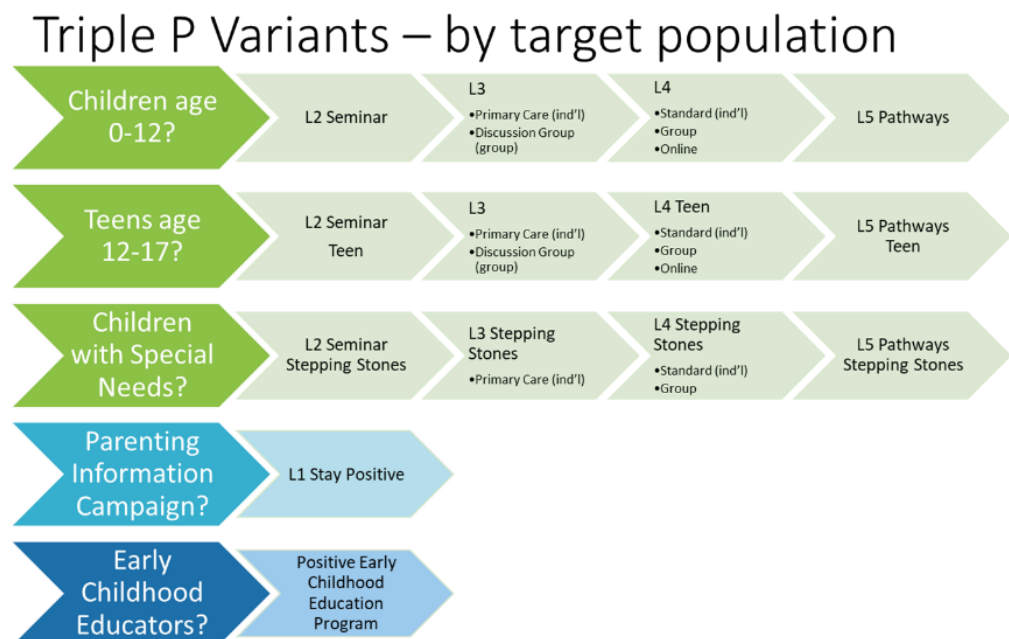 Triple P Variants – by target population
Children age
0-12?
L2 Seminar
L3
•Primary Care (ind'l)
•Discussion Group
(group)
L4
•Standard (ind'l)
•Group
•Online
L5 Pathways
Teens age
12-17?
L2 Seminar
Teen
L3
•Primary Care (ind'l)
•Discussion Group
(group)
L4 Teen
•Standard (ind'l)
•Group
•Online
L5 Pathways
Teen
Children
with Special
Needs?
L2 Seminar
Stepping Stones
L3 Stepping
Stones
•Primary Care (ind'l)
L4 Stepping
Stones
•Standard (ind'l)
•Group
L5 Pathways
Stepping Stones
Parenting
Information
Campaign?
L1 Stay Positive
Early
Childhood
Educators?
Positive Early
Childhood
Education
Program